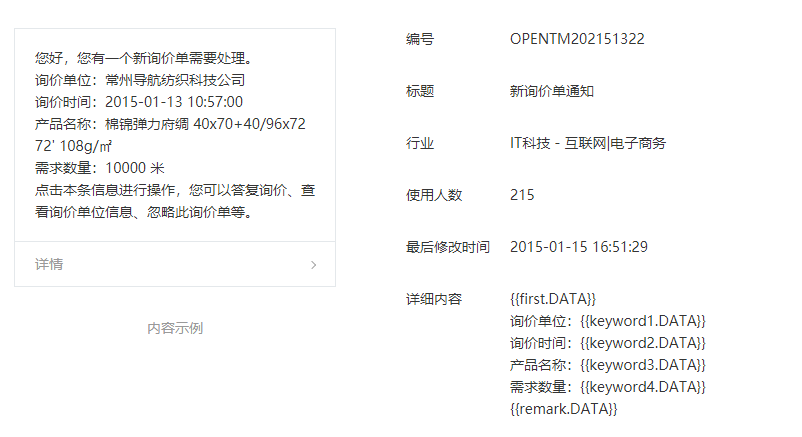 您好，您有一个新询价单需要处理。
询价单位：常州导航纺织科技公司
询价时间：2015-01-13 10:57:00
产品名称：棉锦弹力府绸 40x70+40/96x72
72' 108g/㎡
需求数量：10000 米
点击本条信息进行操作，您可以答复询价、查
看询价单位信息、忽略此询价单等。
详情
内容示例
编号 OPENTM202151322
标题 新询价单通知
行业 IT科技 - 互联网|电子商务
使用人数 215
最后修改时间 2015-01-15 16:51:29
详细内容 {{first.DATA}}
询价单位：{{keyword1.DATA}}
询价时间：{{keyword2.DATA}}
产品名称：{{keyword3.DATA}}
需求数量：{{keyword4.DATA}}
{{remark.DATA}}